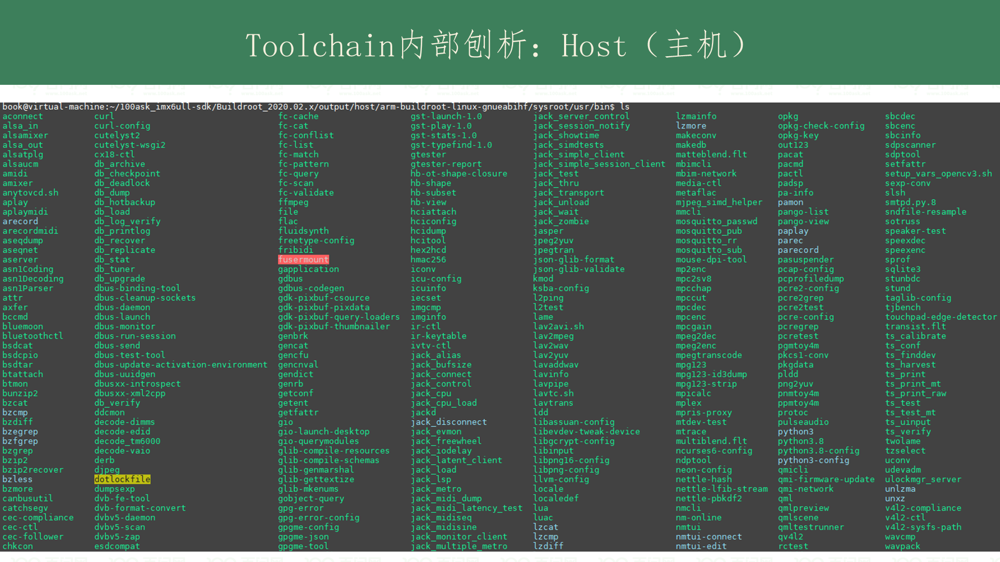 Toolchain内部刨析：Host（主机）
book@virtual-machine:~/100ask_imx6ull-sdk/Buildroot_2020.02.x/output/host/arm-buildroot-linux-gnueabihf/sysroot/usr/bin$ ls
aconnect curl fc-cache gst-launch-1.0 jack_server_control lzmainfo opkg sbcdec
alsa_in curl-config fc-cat gst-play-1.0 jack_session_notify lzmore opkg-check-config sbcenc
alsamixer cutelyst2 fc-conflist gst-stats-1.0 jack_showtime makeconv opkg-key sbcinfo
alsa_out cutelyst-wsgi2 fc-list gst-typefind-1.0 jack_simdtests makedb out123 sdpscanner
alsatplg cx18-ctl fc-match gtester jack_simple_client matteblend.flt pacat sdptool
alsaucm db_archive fc-pattern gtester-report jack_simple_session_client mbimcli pacmd setfattr
amidi db_checkpoint fc-query hb-ot-shape-closure jack_test mbim-network pactl setup_vars_opencv3.sh
amixer db_deadlock fc-scan hb-shape jack_thru media-ctl padsp sexp-conv
anytovcd.sh db_dump fc-validate hb-subset jack_transport metaflac pa-info slsh
aplay db_hotbackup ffmpeg hb-view jack_unload mjpeg_simd_helper pamon smtpd.py.8
aplaymidi db_load file hciattach jack_wait mmcli pango-list sndfile-resample
arecord db_log_verify flac hciconfig jack_zombie mosquitto_passwd pango-view sotruss
arecordmidi db_printlog fluidsynth hcidump jasper mosquitto_pub paplay speaker-test
aseqdump db_recover freetype-config hcitool jpeg2yuv mosquitto_rr parec speexdec
aseqnet db_replicate fribidi hex2hcd jpegtran mosquitto_sub parecord speexenc
aserver db_stat fusermount hmac256 json-glib-format mouse-dpi-tool pasuspender sprof
asn1Coding db_tuner gapplication iconv json-glib-validate mp2enc pcap-config sqlite3
asn1Decoding db_upgrade gdbus icu-config kmod mpc2sv8 pcprofiledump stunbdc
asn1Parser dbus-binding-tool gdbus-codegen icuinfo ksba-config mpcchap pcre2-config stund
attr dbus-cleanup-sockets gdk-pixbuf-csource iecset l2ping mpccut pcre2grep taglib-config
axfer dbus-daemon gdk-pixbuf-pixdata imgcmp l2test mpcdec pcre2test tjbench
bccmd dbus-launch gdk-pixbuf-query-loaders imginfo lame mpcenc pcre-config touchpad-edge-detector
bluemoon dbus-monitor gdk-pixbuf-thumbnailer ir-ctl lav2avi.sh mpcgain pcregrep transist.flt
bluetoothctl dbus-run-session genbrk ir-keytable lav2mpeg mpeg2dec pcretest ts_calibrate
bsdcat dbus-send gencat ivtv-ctl lav2wav mpeg2enc pgmtoy4m ts_conf
bsdcpio dbus-test-tool gencfu jack_alias lav2yuv mpegtranscode pkcs1-conv ts_finddev
bsdtar dbus-update-activation-environment gencnval jack_bufsize lavaddwav mpg123 pkgdata ts_harvest
btattach dbus-uuidgen gendict jack_connect lavinfo mpg123-id3dump pldd ts_print
btmon dbusxx-introspect genrb jack_control lavpipe mpg123-strip png2yuv ts_print_mt
bunzip2 dbusxx-xml2cpp getconf jack_cpu lavtc.sh mpicalc pnmtoy4m ts_print_raw
bzcat db_verify getent jack_cpu_load lavtrans mplex ppmtoy4m ts_test
bzcmp ddcmon getfattr jackd ldd mpris-proxy protoc ts_test_mt
bzdiff decode-dimms gio jack_disconnect libassuan-config mtdev-test pulseaudio ts_uinput
bzegrep decode-edid gio-launch-desktop jack_evmon libevdev-tweak-device mtrace python3 ts_verify
bzfgrep decode_tm6000 gio-querymodules jack_freewheel libgcrypt-config multiblend.flt python3.8 twolame
bzgrep decode-vaio glib-compile-resources jack_iodelay libinput ncurses6-config python3.8-config tzselect
bzip2 derb glib-compile-schemas jack_latent_client libpng16-config ndptool python3-config uconv
bzip2recover djpeg glib-genmarshal jack_load libpng-config neon-config qmicli udevadm
bzless dotlockfile glib-gettextize jack_lsp llvm-config nettle-hash qmi-firmware-update ulockmgr_server
bzmore dumpsexp glib-mkenums jack_metro locale nettle-lfib-stream qmi-network unlzma
canbusutil dvb-fe-tool gobject-query jack_midi_dump localedef nettle-pbkdf2 qml unxz
catchsegv dvb-format-convert gpg-error jack_midi_latency_test lua nmcli qmlpreview v4l2-compliance
cec-compliance dvbv5-daemon gpg-error-config jack_midiseq luac nm-online qmlscene v4l2-ctl
cec-ctl dvbv5-scan gpgme-config jack_midisine lzcat nmtui qmltestrunner v4l2-sysfs-path
cec-follower dvbv5-zap gpgme-json jack_monitor_client lzcmp nmtui-connect qv4l2 wavcmp
chkcon esdcompat gpgme-tool jack_multiple_metro lzdiff nmtui-edit rctest wavpack